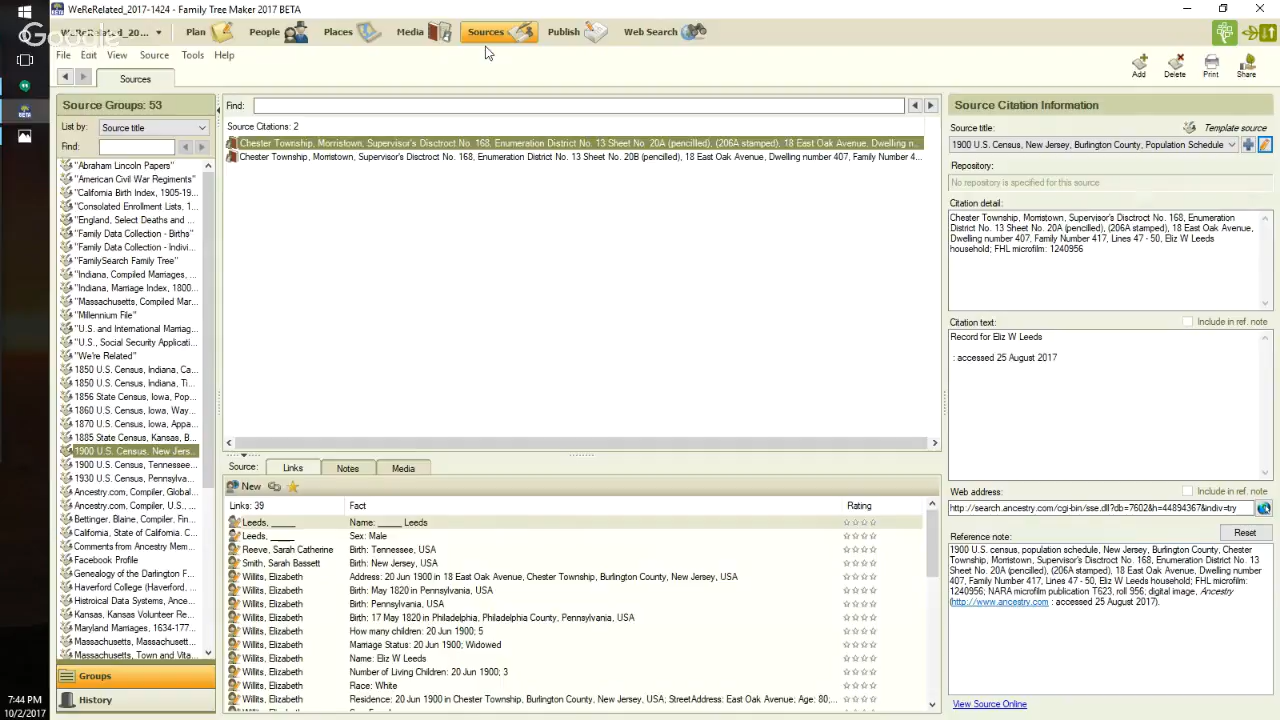 WeReRelated_2017-1424 - Family Tree Maker 2017 BETA
WeReRelated_20...
Google
Plan
People
Places
Media
Sources
Publish
Web Search
File
Edit
View
Source
Tools
Help
Sources
Add
Delete
Print
Share
Source Groups: 53
List by:
Source title
Find:
"Abraham Lincoln Papers"
"American Civil War Regiments"
"California Birth Index, 1905-19...
"Consolidated Enrollment Lists, 1...
"England, Select Deaths and ...
"Family Data Collection - Births"
"Family Data Collection - Indivi...
"FamilySearch Family Tree"
"Indiana, Compiled Marriages, ...
"Indiana, Marriage Index, 1800...
"Massachusetts, Compiled Mar...
"Millennium File"
"U.S. and International Marriag...
"U.S., Social Security Applicati...
"We're Related"
1850 U.S. Census, Indiana, Ca...
1850 U.S. Census, Indiana, Ti...
1856 State Census, Iowa, Pop...
1860 U.S. Census, Iowa, Way...
1870 U.S. Census, Iowa, Appa...
1885 State Census, Kansas, B...
1900 U.S. Census, New Jers...
1900 U.S. Census, Tennessee...
1930 U.S. Census, Pennsylva...
Ancestry.com, Compiler, Global...
Ancestry.com, Compiler, U.S...
Bettinger, Blaine, Compiler, Fin...
California, State of California. C...
Comments from Ancestry Mem...
Facebook Profile
Genealogy of the Darlington F...
Haverford College (Haverford,...
Histroical Data Systems, Ance...
Kansas, Kansas Volunteer Re...
Maryland Marriages, 1634-177...
Massachusetts, Massachusett...
Massachusetts, Town and Vita...
Groups
History
Find:
Source Citations: 2
Chester Township, Morristown, Supervisor's Disctroct No. 168, Enumeration District No. 13 Sheet No. 20A (pencilled), (206A stamped), 18 East Oak Avenue, Dwelling n...
Chester Township, Morristown, Supervisor's Disctroct No. 168, Enumeration District No. 13 Sheet No. 20B (pencilled), 18 East Oak Avenue, Dwelling number 407, Family Number 4...
Source:
Links
Notes
Media
New
Links: 39
Fact
Rating
Leeds, _____ Name: _____ Leeds
Leeds, _____ Sex: Male
Reeve, Sarah Catherine Birth: Tennessee, USA
Smith, Sarah Bassett Birth: New Jersey, USA
Willits, Elizabeth Address: 20 Jun 1900 in 18 East Oak Avenue, Chester Township, Burlington County, New Jersey, USA
Willits, Elizabeth Birth: May 1820 in Pennsylvania, USA
Willits, Elizabeth Birth: Pennsylvania, USA
Willits, Elizabeth Birth: 17 May 1820 in Philadelphia, Philadelphia County, Pennsylvania, USA
Willits, Elizabeth How many children: 20 Jun 1900; 5
Willits, Elizabeth Marriage Status: 20 Jun 1900; Widowed
Willits, Elizabeth Name: Eliz W Leeds
Willits, Elizabeth Number of Living Children: 20 Jun 1900; 3
Willits, Elizabeth Race: White
Willits, Elizabeth Residence: 20 Jun 1900 in Chester Township, Burlington County, New Jersey, USA; StreetAddress: East Oak Avenue, Age: 80;...
Source Citation Information
Source title:
Template source
1900 U.S. Census, New Jersey, Burlington County, Population Schedule
Repository:
No repository is specified for this source
Citation detail:
Chester Township, Morristown, Supervisor's Disctroct No. 168, Enumeration
District No. 13 Sheet No. 20A (pencilled), (206A stamped), 18 East Oak Avenue,
Dwelling number 407, Family Number 417, Lines 47 - 50, Eliz W Leeds
household; FHL microfilm: 1240956
Citation text:
Include in ref. note
Record for Eliz W Leeds
: accessed 25 August 2017
Web address:
Include in ref. note
http://search.ancestry.com/cgi-bin/sse.dll?db=7602&h=44894367&indiv=try
Reset
Reference note:
1900 U.S. census, population schedule, New Jersey, Burlington County, Chester
Township, Morristown, Supervisor's Disctroct No. 168, Enumeration District No. 13
Sheet No. 20A (pencilled), (206A stamped), 18 East Oak Avenue, Dwelling number
407, Family Number 417, Lines 47 - 50, Eliz W Leeds household; FHL microfilm:
1240956; NARA microfilm publication T623, roll 956; digital image, Ancestry
(http://www.ancestry.com : accessed 25 August 2017).
View Source Online
BETA
7:44 PM
10/2/2017